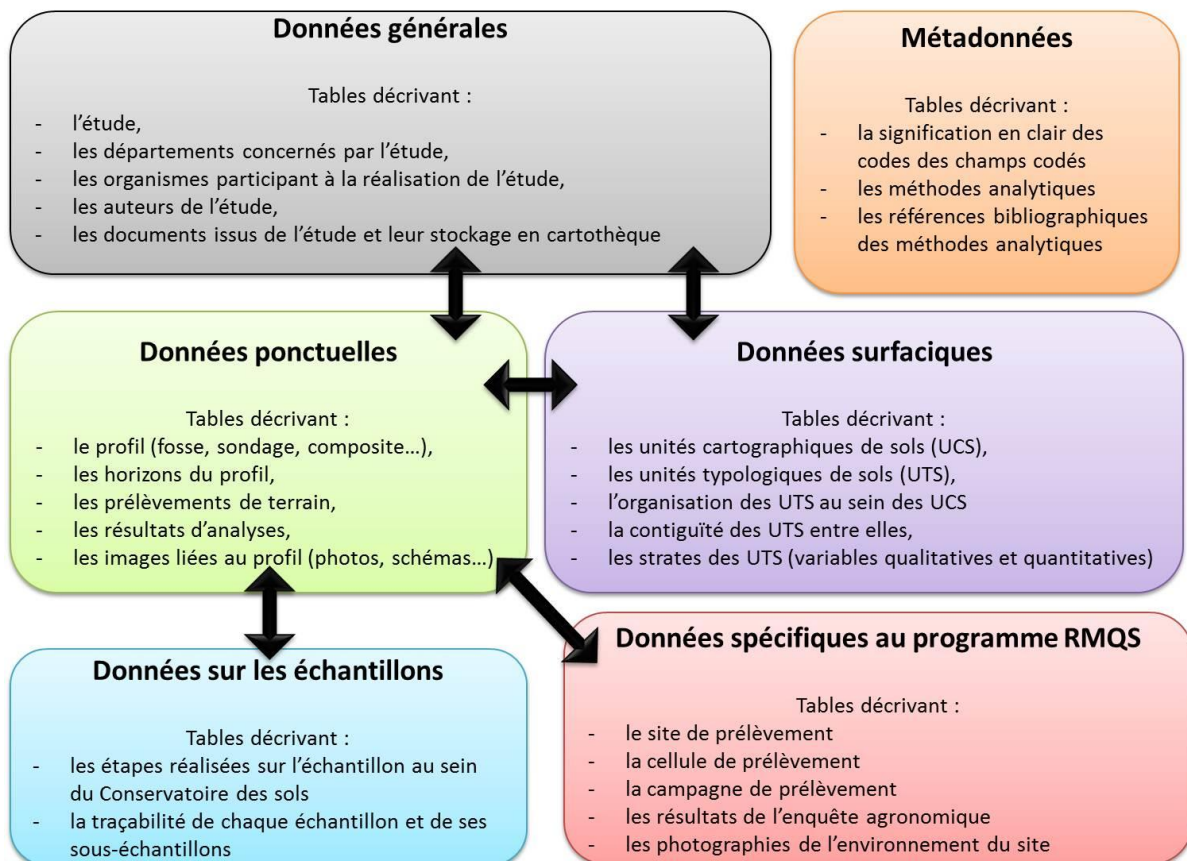 Données générales
Tables décrivant :
- l'étude,
- les départements concernés par l'étude,
- les organismes participant à la réalisation de l'étude,
- les auteurs de l'étude,
- les documents issus de l'étude et leur stockage en cartothèque
Métadonnées
Tables décrivant :
- la signification en clair des
codes des champs codés
- les méthodes analytiques
- les références bibliographiques
des méthodes analytiques
Données ponctuelles
Tables décrivant :
- le profil (fosse, sondage, composite…),
- les horizons du profil,
- les prélèvements de terrain,
- les résultats d'analyses,
- les images liées au profil (photos, schémas…)
Données surfaciques
Tables décrivant :
- les unités cartographiques de sols (UCS),
- les unités typologiques de sols (UTS),
- l'organisation des UTS au sein des UCS
- la contiguïté des UTS entre elles,
- les strates des UTS (variables qualitatives et quantitatives)
Données sur les échantillons
Tables décrivant :
- les étapes réalisées sur l'échantillon au sein
du Conservatoire des sols
- la traçabilité de chaque échantillon et de ses
sous-échantillons
Données spécifiques au programme RMQS
Tables décrivant :
- le site de prélèvement
- la cellule de prélèvement
- la campagne de prélèvement
- les résultats de l'enquête agronomique
- les photographies de l'environnement du site